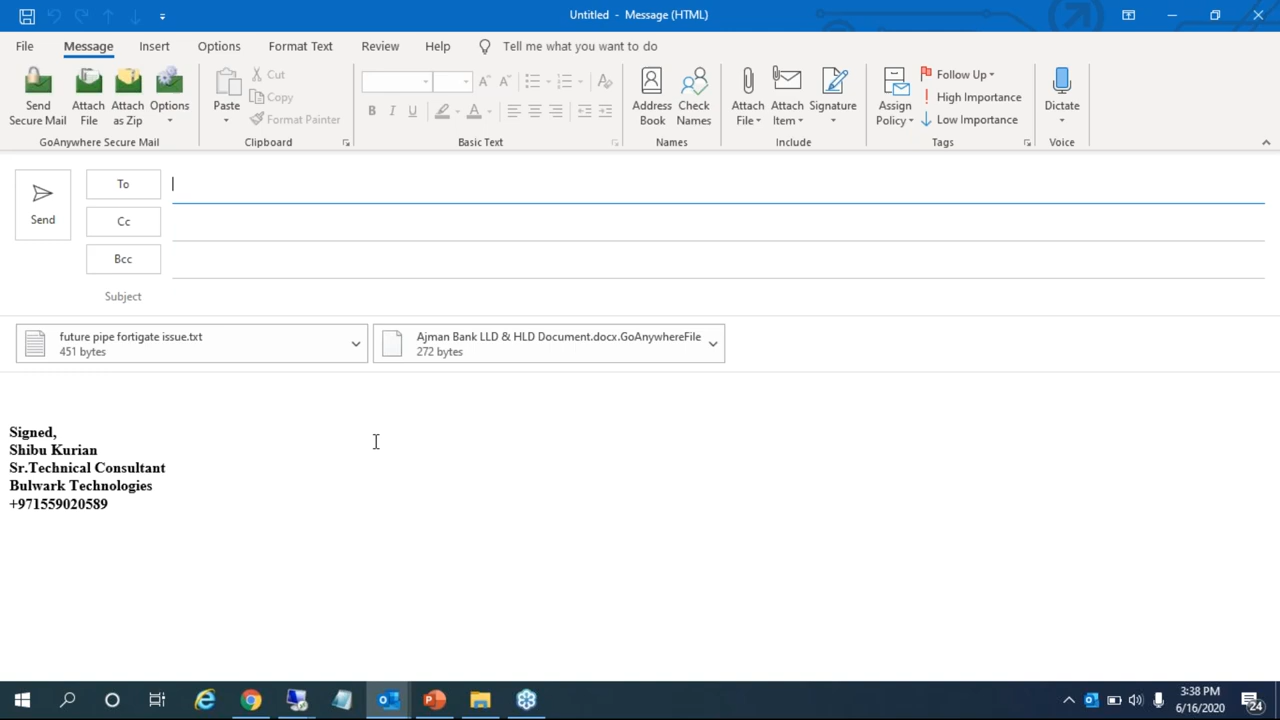 Untitled - Message (HTML)
File Message Insert Options Format Text Review Help Tell me what you want to do
Send Secure Mail
Attach File
Attach as Zip
Options
GoAnywhere Secure Mail
Paste
Cut
Copy
Format Painter
Clipboard
B I U A
Basic Text
Address Book
Check Names
Names
Attach File
Attach Item
Signature
Include
Assign Policy
Follow Up
High Importance
Low Importance
Tags
Dictate
Voice
Send
To
Cc
Bcc
Subject
future pipe fortigate issue.txt
451 bytes
Ajman Bank LLD & HLD Document.docx.GoAnywhereFile
272 bytes
Signed,
Shibu Kurian
Sr.Technical Consultant
Bulwark Technologies
+971559020589
3:38 PM
6/16/2020
24